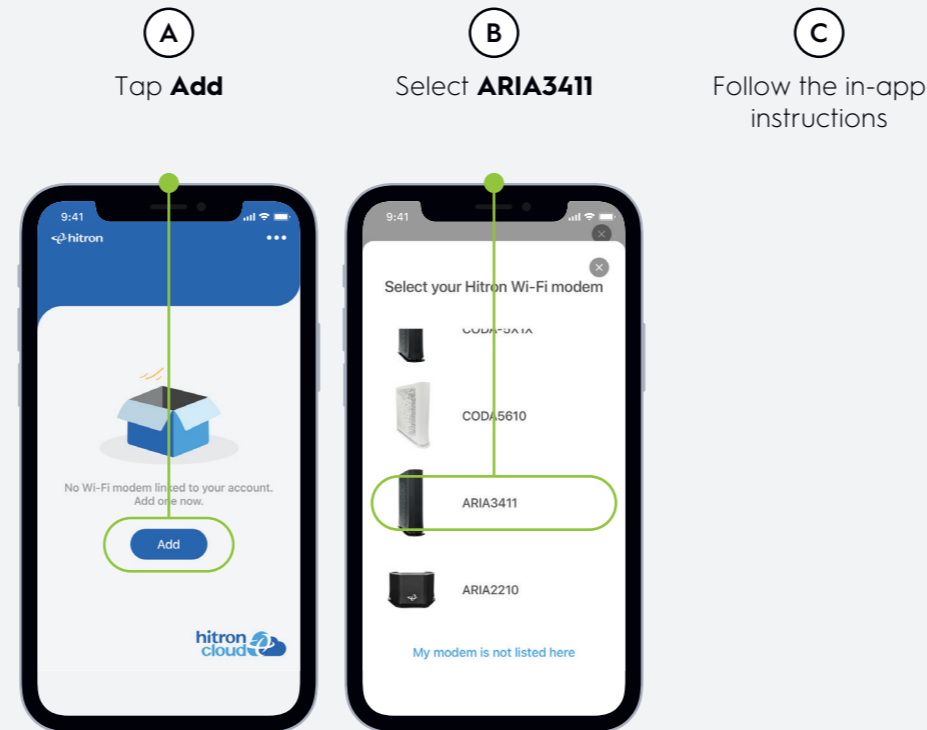 A
Tap Add
B
Select ARIA3411
C
Follow the in-app
instructions
9:41
hitron
No Wi-Fi modem linked to your account.
Add one now.
Add
hitron
cloud
9:41
Select your Hitron Wi-Fi modem
CODA-5X1X
CODA5610
ARIA3411
ARIA2210
My modem is not listed here